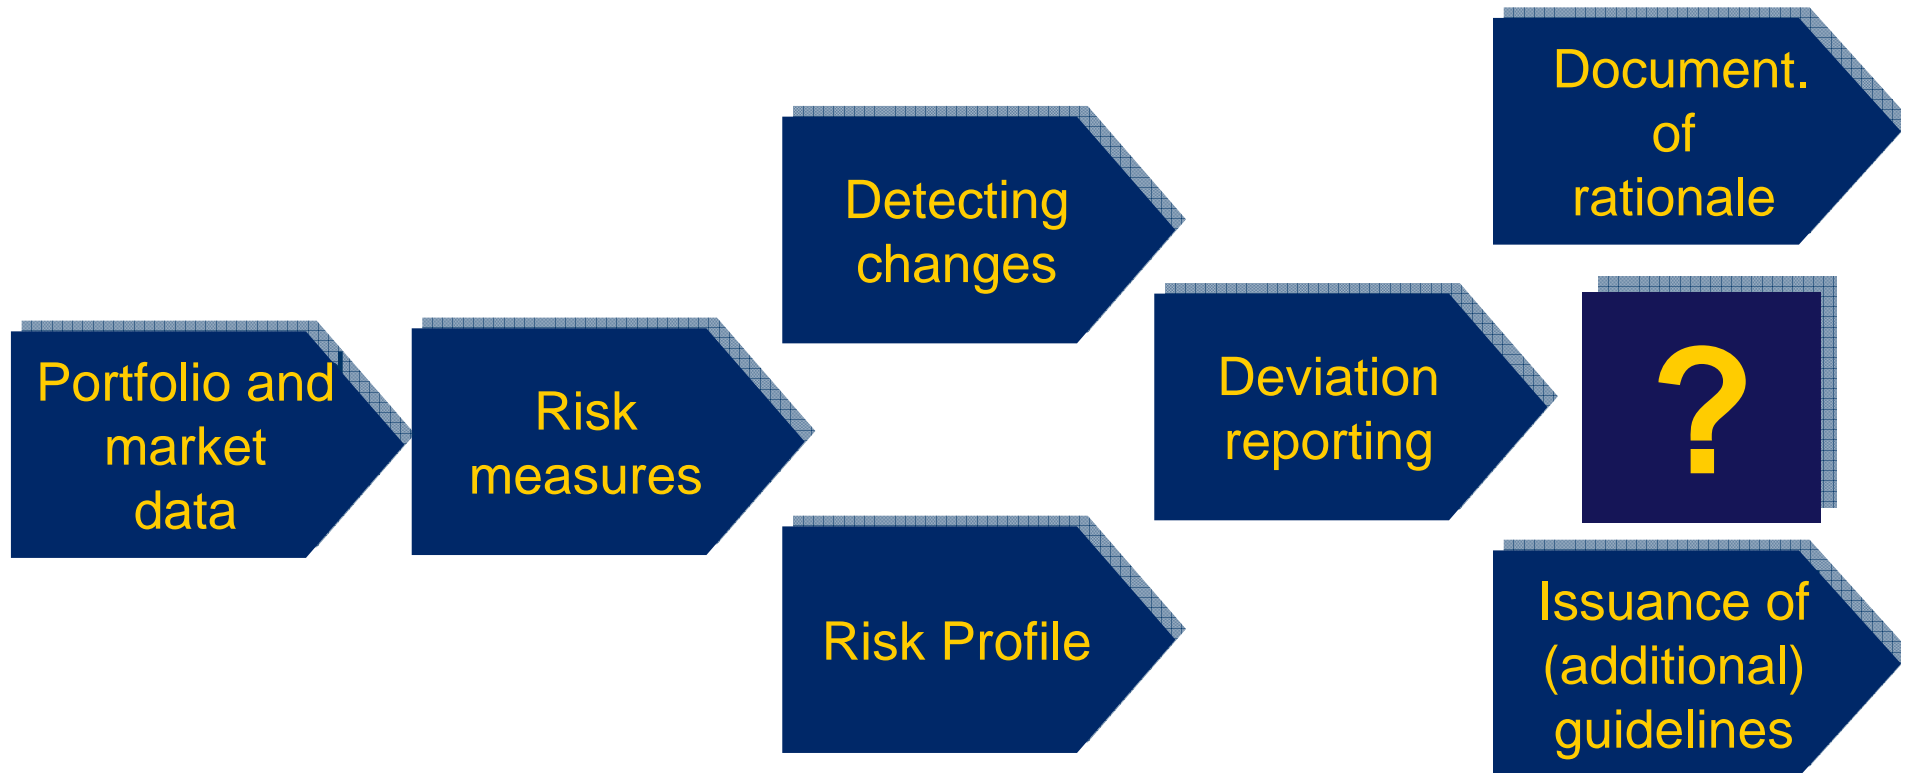 Portfolio and
market
data
Risk
measures
Detecting
changes
Risk Profile
Deviation
reporting
Document.
of
rationale
?
Issuance of
(additional)
guidelines